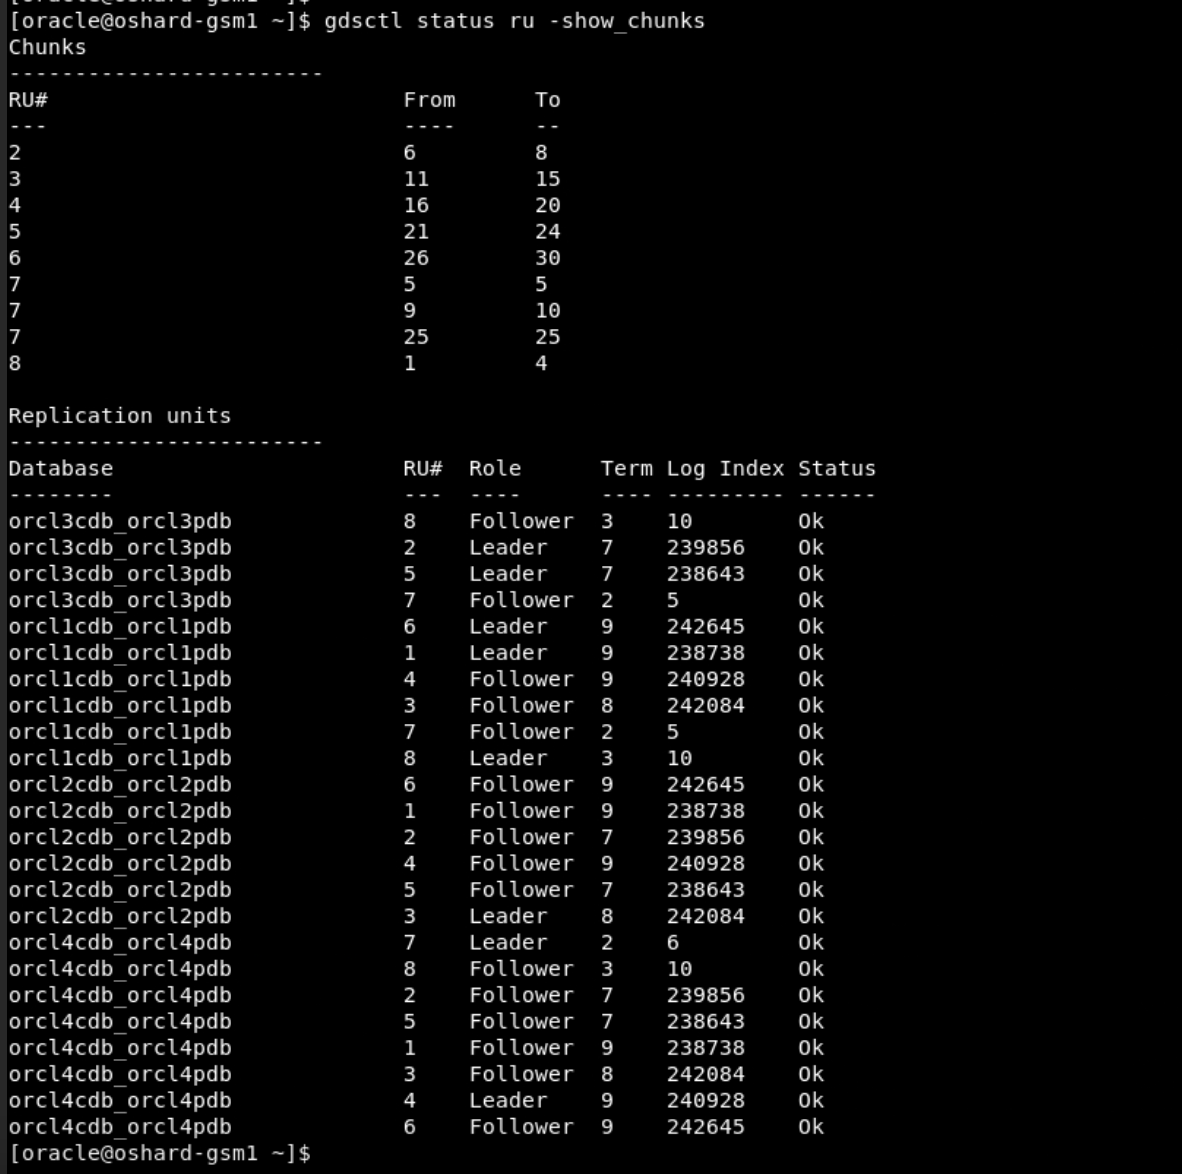 [oracle@oshard-gsm1 ~]$
[oracle@oshard-gsm1 ~]$ gdsctl status ru -show_chunks
Chunks
------------------------
RU#                           From      To
---                           ----      --
2                             6         8
3                             11        15
4                             16        20
5                             21        24
6                             26        30
7                             5         5
7                             9         10
7                             25        25
8                             1         4
Replication units
------------------------
Database                      RU#  Role      Term Log Index Status
--------                      ---  ----      ---- --------- ------
orcl3cdb_orcl3pdb             8    Follower  3    10        Ok
orcl3cdb_orcl3pdb             2    Leader    7    239856    Ok
orcl3cdb_orcl3pdb             5    Leader    7    238643    Ok
orcl3cdb_orcl3pdb             7    Follower  2    5         Ok
orcl1cdb_orcl1pdb             6    Leader    9    242645    Ok
orcl1cdb_orcl1pdb             1    Leader    9    238738    Ok
orcl1cdb_orcl1pdb             4    Follower  9    240928    Ok
orcl1cdb_orcl1pdb             3    Follower  8    242084    Ok
orcl1cdb_orcl1pdb             7    Follower  2    5         Ok
orcl1cdb_orcl1pdb             8    Leader    3    10        Ok
orcl2cdb_orcl2pdb             6    Follower  9    242645    Ok
orcl2cdb_orcl2pdb             1    Follower  9    238738    Ok
orcl2cdb_orcl2pdb             2    Follower  7    239856    Ok
orcl2cdb_orcl2pdb             4    Follower  9    240928    Ok
orcl2cdb_orcl2pdb             5    Follower  7    238643    Ok
orcl2cdb_orcl2pdb             3    Leader    8    242084    Ok
orcl4cdb_orcl4pdb             7    Leader    2    6         Ok
orcl4cdb_orcl4pdb             8    Follower  3    10        Ok
orcl4cdb_orcl4pdb             2    Follower  7    239856    Ok
orcl4cdb_orcl4pdb             5    Follower  7    238643    Ok
orcl4cdb_orcl4pdb             1    Follower  9    238738    Ok
orcl4cdb_orcl4pdb             3    Follower  8    242084    Ok
orcl4cdb_orcl4pdb             4    Leader    9    240928    Ok
orcl4cdb_orcl4pdb             6    Follower  9    242645    Ok
[oracle@oshard-gsm1 ~]$